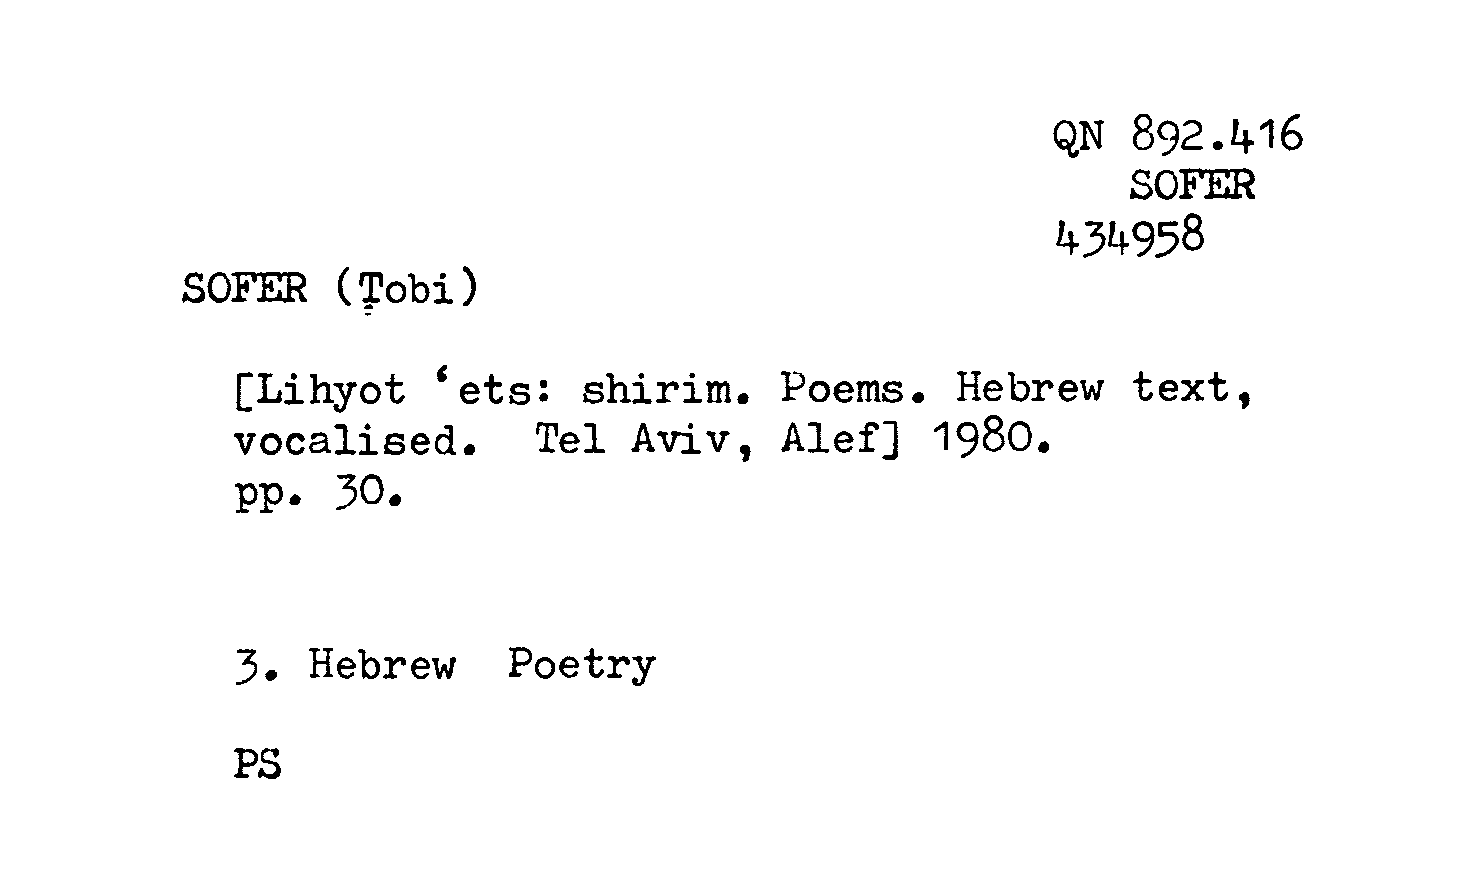 QN 892.416
SOFER
434958
SOFER (Ṭobi)
[Lihyot ‘ets: shirim. Poems. Hebrew text,
vocalised. Tel Aviv, Alef] 1980.
pp. 30.
3. Hebrew Poetry
PS